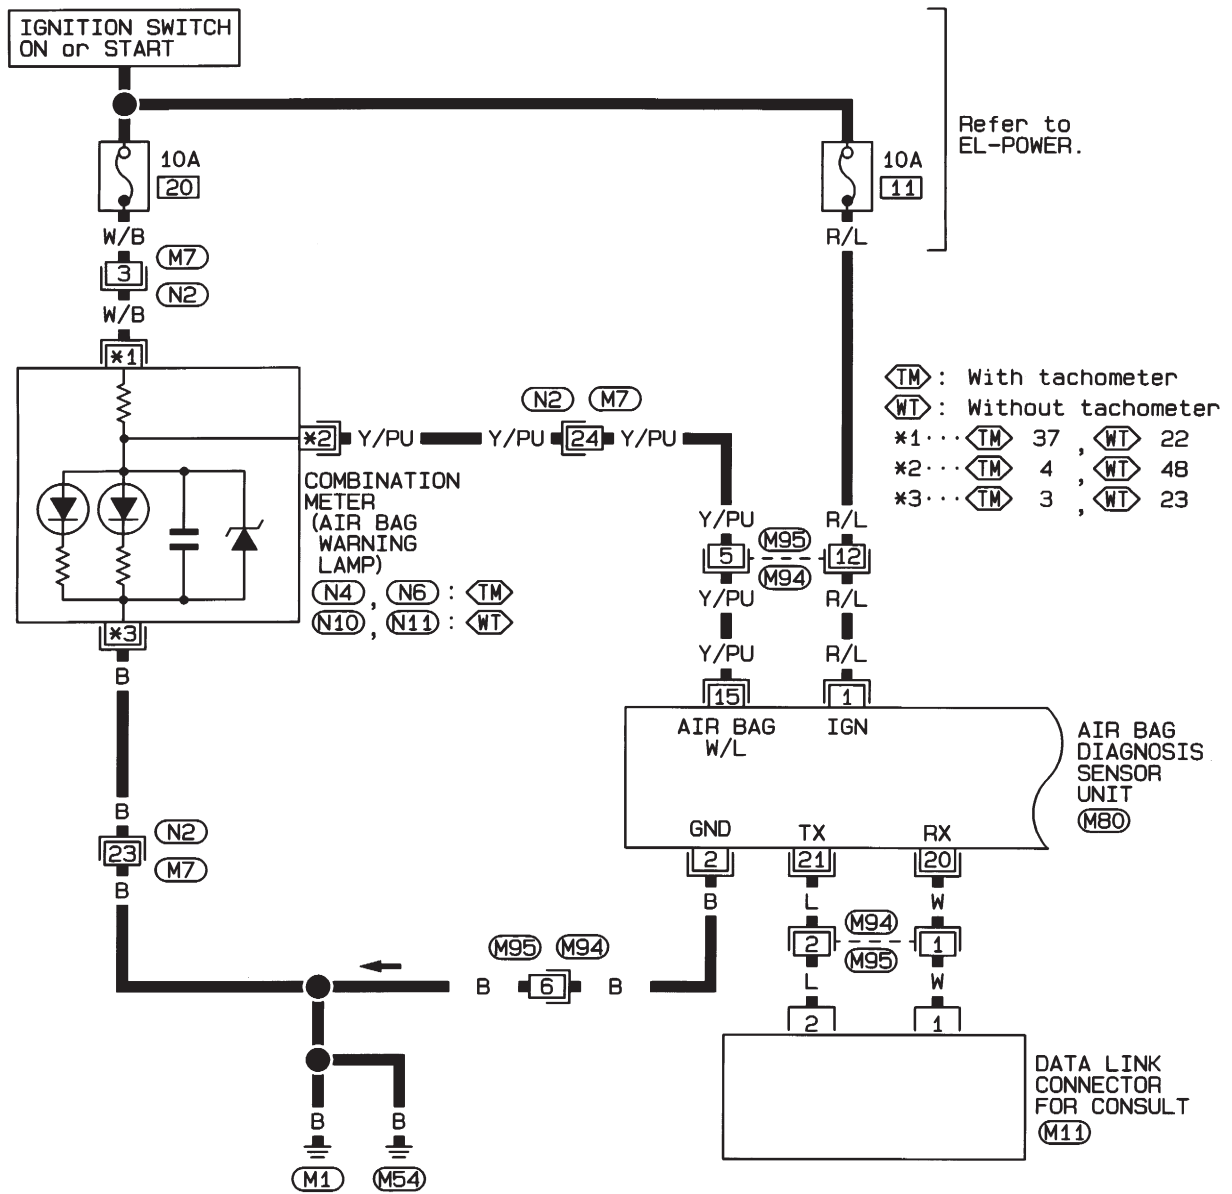 IGNITION SWITCH
ON or START
Refer to
EL-POWER.
10A
20
10A
11
W/B
R/L
3
M7
N2
W/B
*1
TM : With tachometer
WT : Without tachometer
*1··· TM 37 , WT 22
*2··· TM 4 , WT 48
*3··· TM 3 , WT 23
N2 M7
*2 Y/PU Y/PU 24 Y/PU
COMBINATION
METER
(AIR BAG
WARNING
LAMP)
N4 , N6 : TM
N10 , N11 : WT
Y/PU R/L
5 M95 12
M94
Y/PU R/L
Y/PU R/L
15 1
*3
B
AIR BAG
W/L
IGN
AIR BAG
DIAGNOSIS
SENSOR
UNIT
M80
GND TX RX
2 21 20
B
23
N2
M7
B
B L W
2 M94 1
M95
L W
2 1
M95 M94
B 6 B
DATA LINK
CONNECTOR
FOR CONSULT
M11
B B
M1 M54